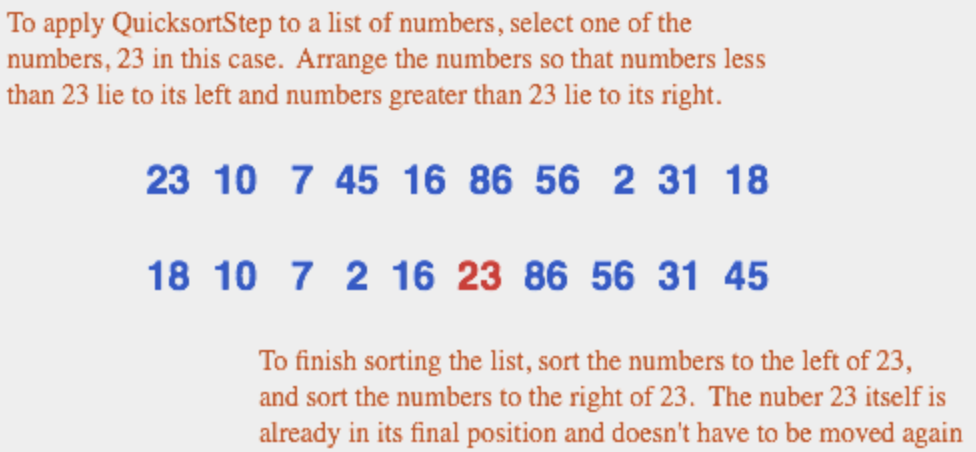 To apply QuicksortStep to a list of numbers, select one of the
numbers, 23 in this case. Arrange the numbers so that numbers less
than 23 lie to its left and numbers greater than 23 lie to its right.
23 10 7 45 16 86 56 2 31 18
18 10 7 2 16 23 86 56 31 45
To finish sorting the list, sort the numbers to the left of 23,
and sort the numbers to the right of 23. The nuber 23 itself is
already in its final position and doesn't have to be moved again